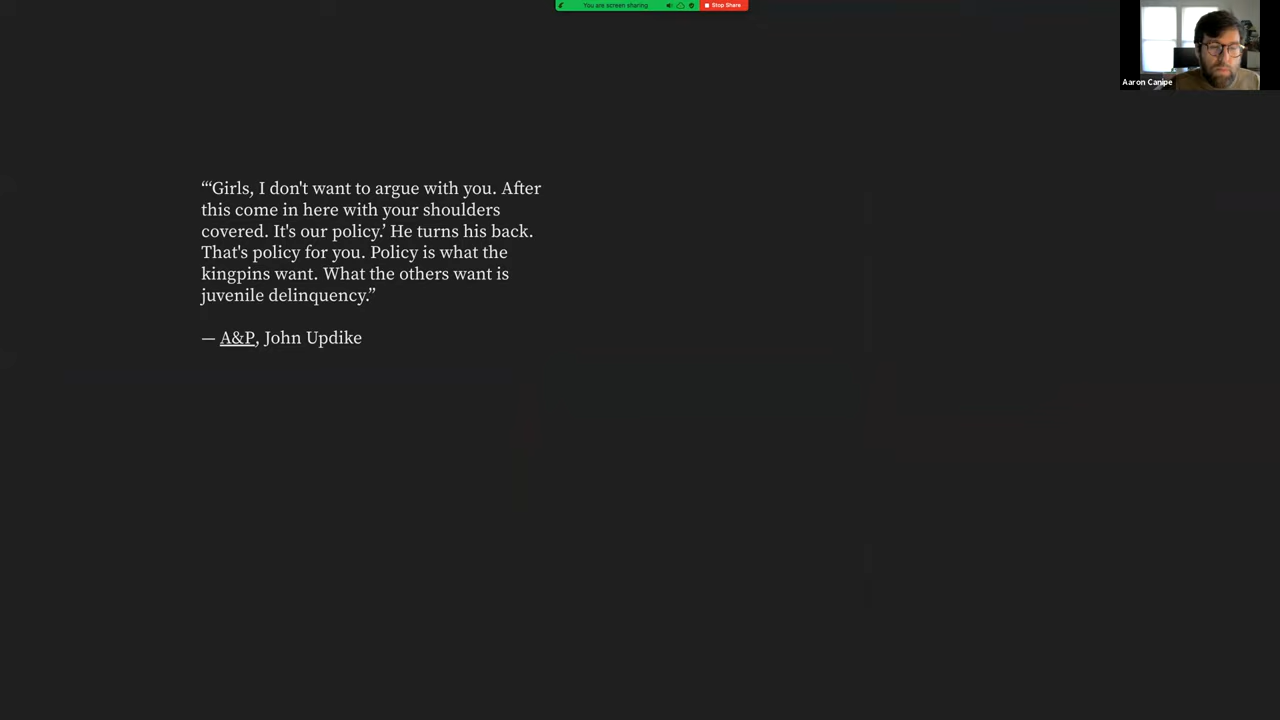 You are screen sharing
Stop Share
Aaron Canipe
“‘Girls, I don't want to argue with you. After
this come in here with your shoulders
covered. It's our policy.’ He turns his back.
That's policy for you. Policy is what the
kingpins want. What the others want is
juvenile delinquency.”
— A&P, John Updike